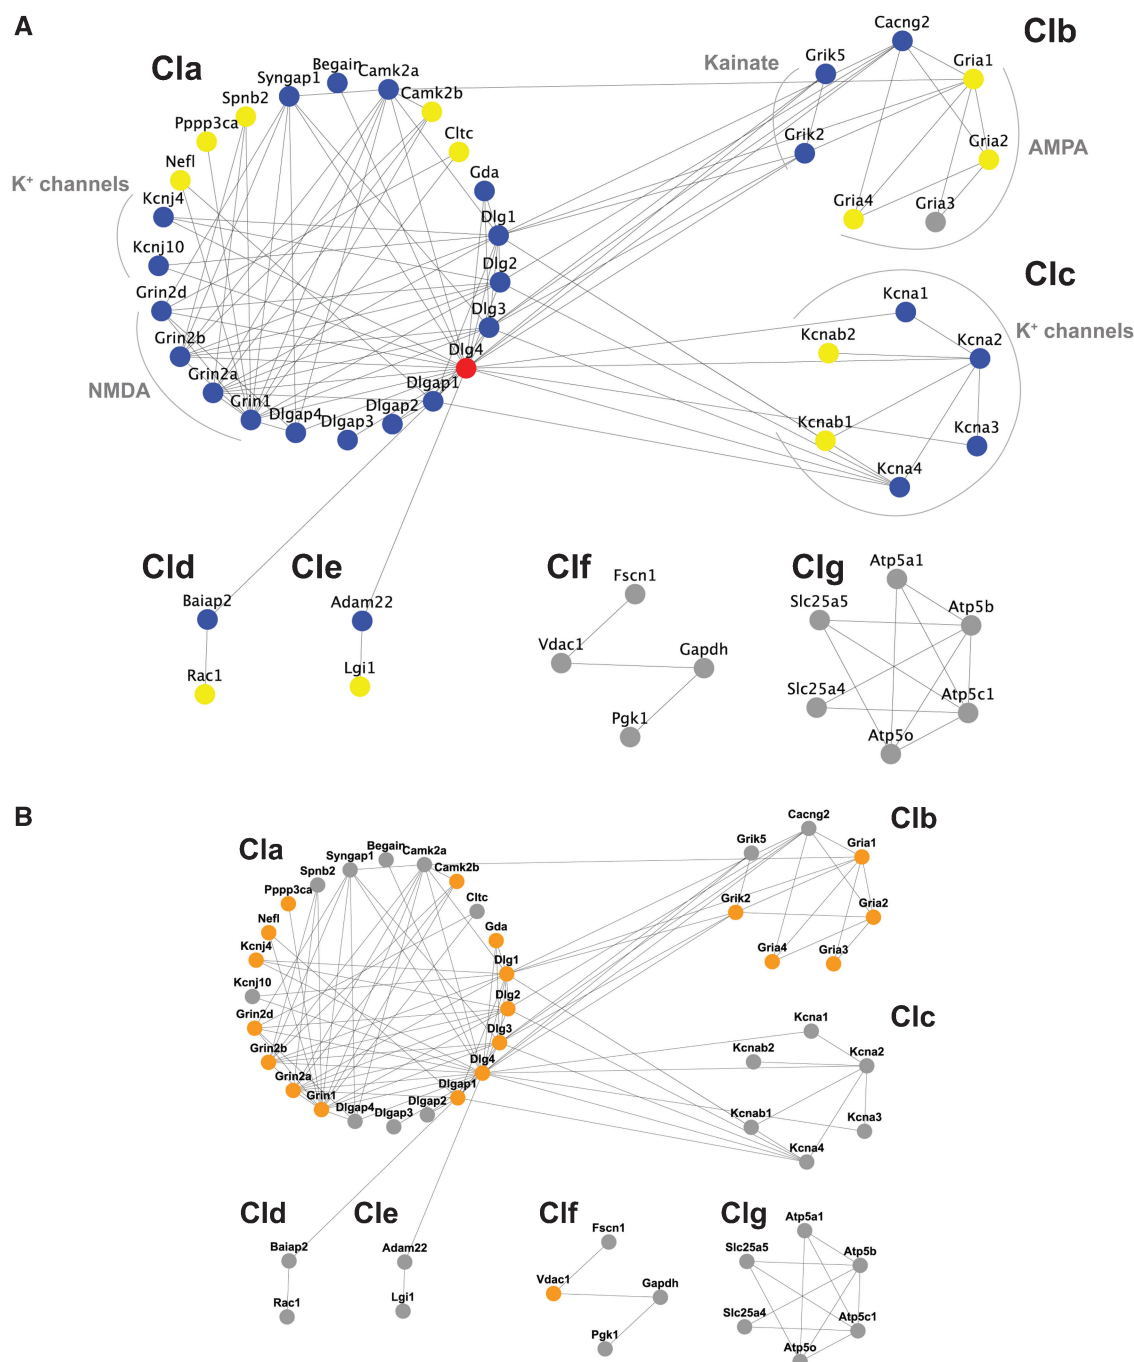 A
Cla
Clb
Cacng2
Kainate
Grik5
Gria1
Begain
Camk2a
Syngap1
Camk2b
Spnb2
Pppp3ca
Cltc
Grik2
Gria2
AMPA
Nefl
Gda
K+ channels
Kcnj4
Gria4
Gria3
Dlg1
Kcnj10
Dlg2
Clc
Grin2d
Kcna1
Dlg3
K+ channels
Grin2b
Kcnab2
Kcna2
Dlg4
Grin2a
Dlgap1
NMDA
Grin1
Dlgap2
Dlgap4
Dlgap3
Kcnab1
Kcna3
Kcna4
Cld
Cle
Clf
Clg
Atp5a1
Fscn1
Baiap2
Adam22
Slc25a5
Atp5b
Vdac1
Gapdh
Rac1
Lgi1
Slc25a4
Atp5c1
Pgk1
Atp5o
B
Cla
Clb
Cacng2
Grik5
Gria1
Begain
Camk2a
Syngap1
Camk2b
Spnb2
Pppp3ca
Cltc
Grik2
Gria2
Nefl
Gda
Kcnj4
Gria4
Gria3
Dlg1
Kcnj10
Dlg2
Clc
Grin2d
Kcna1
Dlg3
Grin2b
Kcnab2
Kcna2
Dlg4
Grin2a
Dlgap1
Grin1
Dlgap2
Dlgap4
Dlgap3
Kcnab1
Kcna3
Kcna4
Cld
Cle
Clf
Clg
Atp5a1
Fscn1
Baiap2
Adam22
Slc25a5
Atp5b
Vdac1
Gapdh
Rac1
Lgi1
Slc25a4
Atp5c1
Pgk1
Atp5o